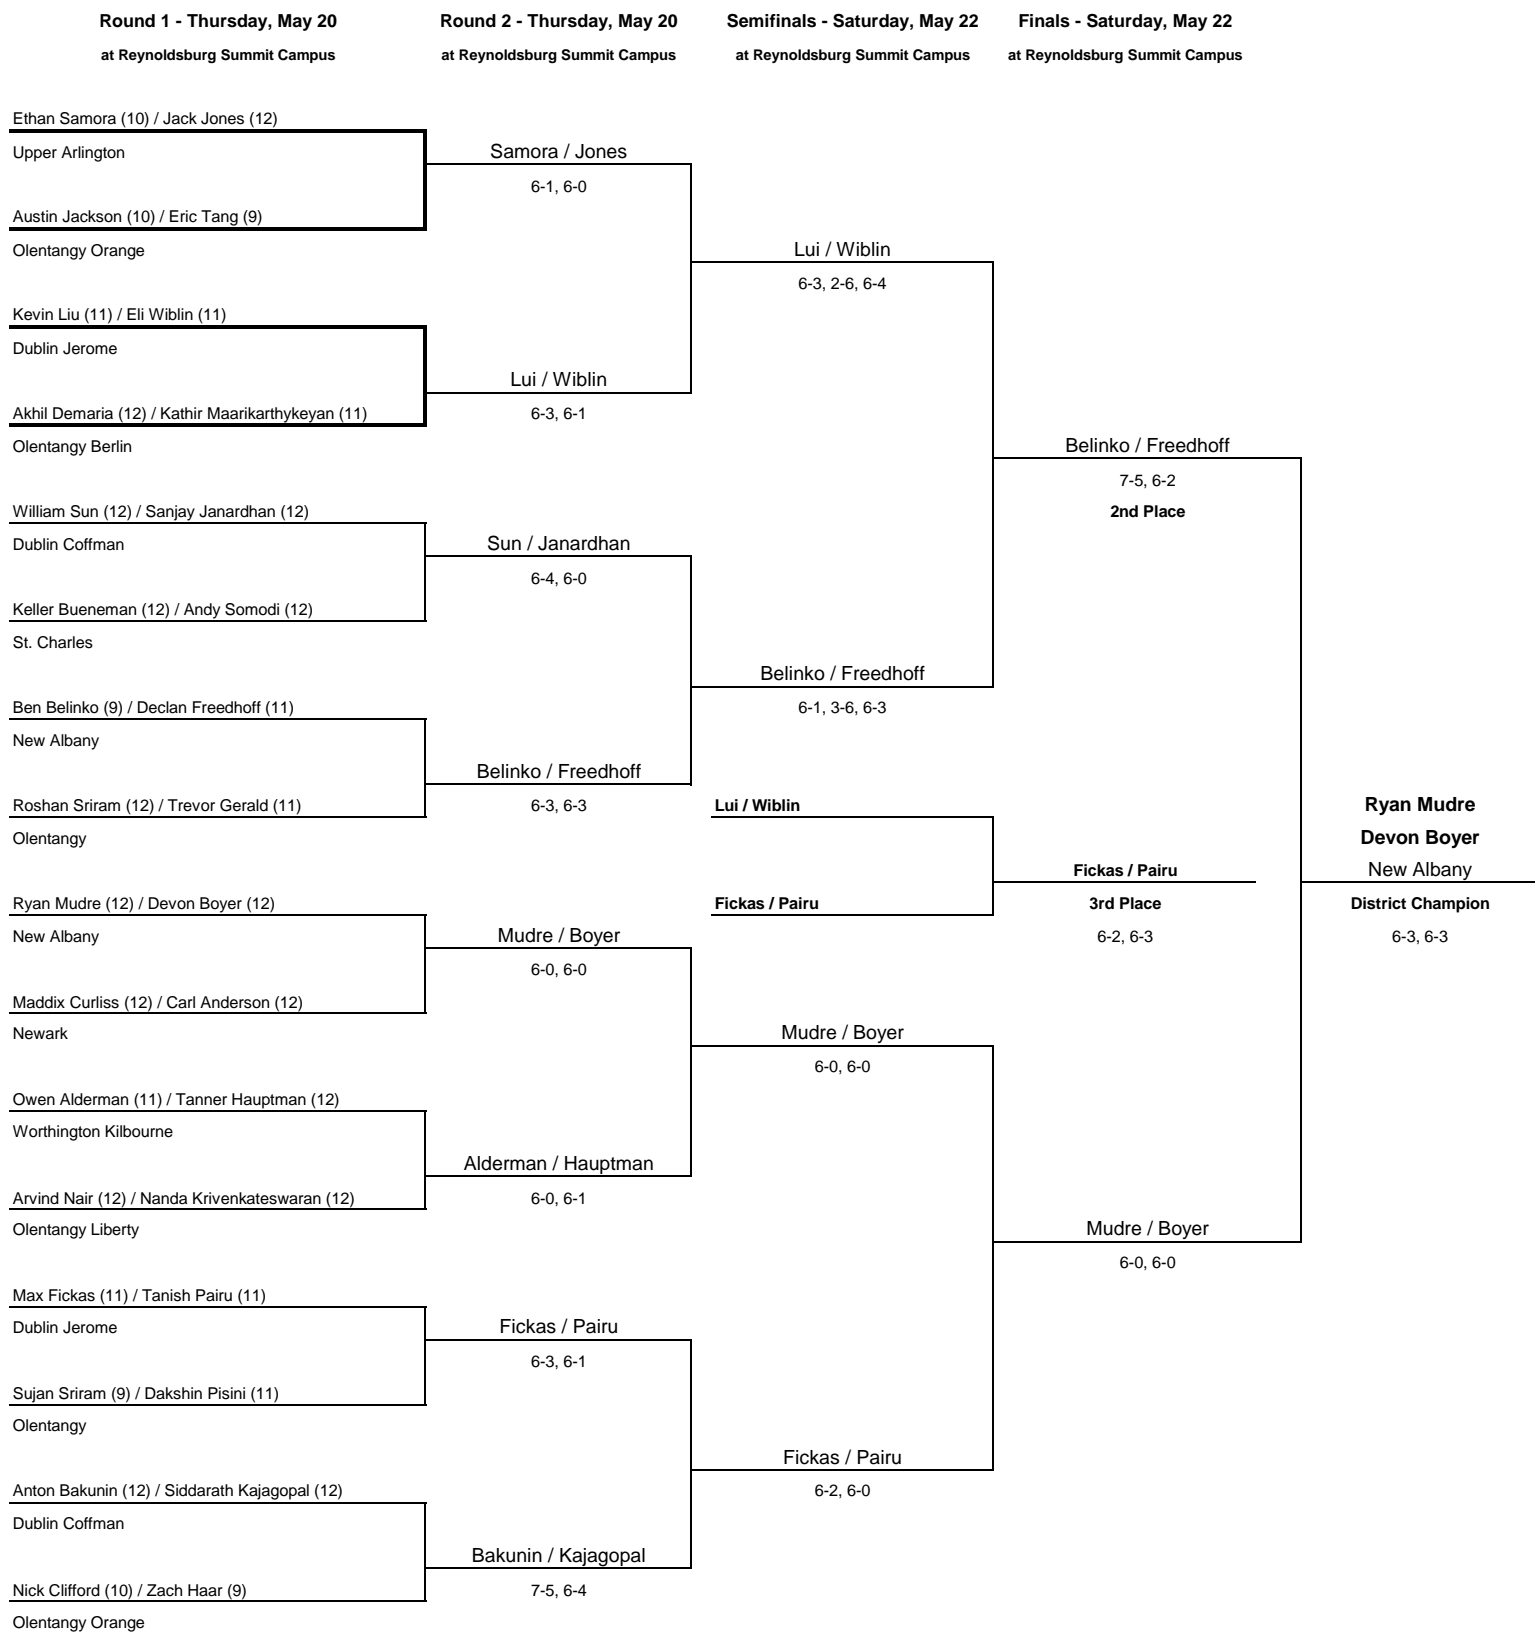 Round 1 - Thursday, May 20
at Reynoldsburg Summit Campus
Round 2 - Thursday, May 20
at Reynoldsburg Summit Campus
Semifinals - Saturday, May 22
at Reynoldsburg Summit Campus
Finals - Saturday, May 22
at Reynoldsburg Summit Campus
Ethan Samora (10) / Jack Jones (12)
Upper Arlington
Austin Jackson (10) / Eric Tang (9)
Olentangy Orange
Kevin Liu (11) / Eli Wiblin (11)
Dublin Jerome
Akhil Demaria (12) / Kathir Maarikarthykeyan (11)
Olentangy Berlin
William Sun (12) / Sanjay Janardhan (12)
Dublin Coffman
Keller Bueneman (12) / Andy Somodi (12)
St. Charles
Ben Belinko (9) / Declan Freedhoff (11)
New Albany
Roshan Sriram (12) / Trevor Gerald (11)
Olentangy
Ryan Mudre (12) / Devon Boyer (12)
New Albany
Maddix Curliss (12) / Carl Anderson (12)
Newark
Owen Alderman (11) / Tanner Hauptman (12)
Worthington Kilbourne
Arvind Nair (12) / Nanda Krivenkateswaran (12)
Olentangy Liberty
Max Fickas (11) / Tanish Pairu (11)
Dublin Jerome
Sujan Sriram (9) / Dakshin Pisini (11)
Olentangy
Anton Bakunin (12) / Siddarath Kajagopal (12)
Dublin Coffman
Nick Clifford (10) / Zach Haar (9)
Olentangy Orange
Samora / Jones
6-1, 6-0
Lui / Wiblin
6-3, 6-1
Sun / Janardhan
6-4, 6-0
Belinko / Freedhoff
6-3, 6-3
Mudre / Boyer
6-0, 6-0
Alderman / Hauptman
6-0, 6-1
Fickas / Pairu
6-3, 6-1
Bakunin / Kajagopal
7-5, 6-4
Lui / Wiblin
6-3, 2-6, 6-4
Belinko / Freedhoff
6-1, 3-6, 6-3
Lui / Wiblin
Fickas / Pairu
Mudre / Boyer
6-0, 6-0
Fickas / Pairu
6-2, 6-0
Belinko / Freedhoff
7-5, 6-2
2nd Place
Fickas / Pairu
3rd Place
6-2, 6-3
Mudre / Boyer
6-0, 6-0
Ryan Mudre
Devon Boyer
New Albany
District Champion
6-3, 6-3